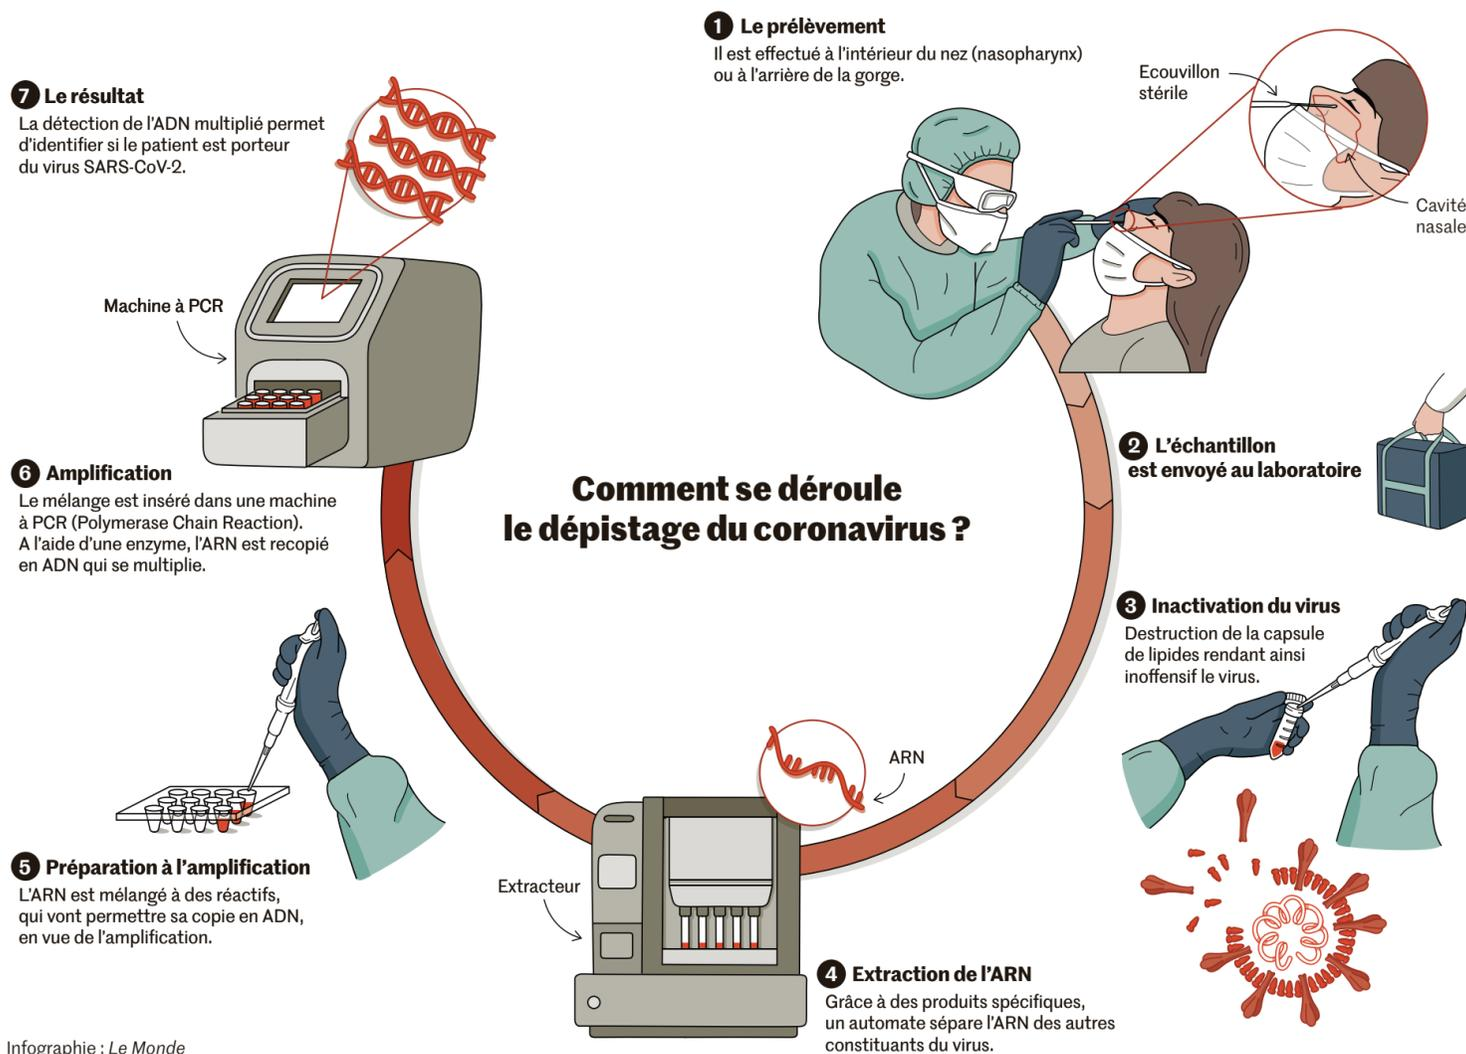 Comment se déroule
le dépistage du coronavirus ?
1 Le prélèvement
Il est effectué à l'intérieur du nez (nasopharynx)
ou à l'arrière de la gorge.
Ecouvillon
stérile
Cavité
nasale
2 L'échantillon
est envoyé au laboratoire
3 Inactivation du virus
Destruction de la capsule
de lipides rendant ainsi
inoffensif le virus.
ARN
Extracteur
4 Extraction de l'ARN
Grâce à des produits spécifiques,
un automate sépare l'ARN des autres
constituants du virus.
5 Préparation à l'amplification
L'ARN est mélangé à des réactifs,
qui vont permettre sa copie en ADN,
en vue de l'amplification.
6 Amplification
Le mélange est inséré dans une machine
à PCR (Polymerase Chain Reaction).
A l'aide d'une enzyme, l'ARN est recopié
en ADN qui se multiplie.
Machine à PCR
7 Le résultat
La détection de l'ADN multiplié permet
d'identifier si le patient est porteur
du virus SARS-CoV-2.
Infographie : Le Monde